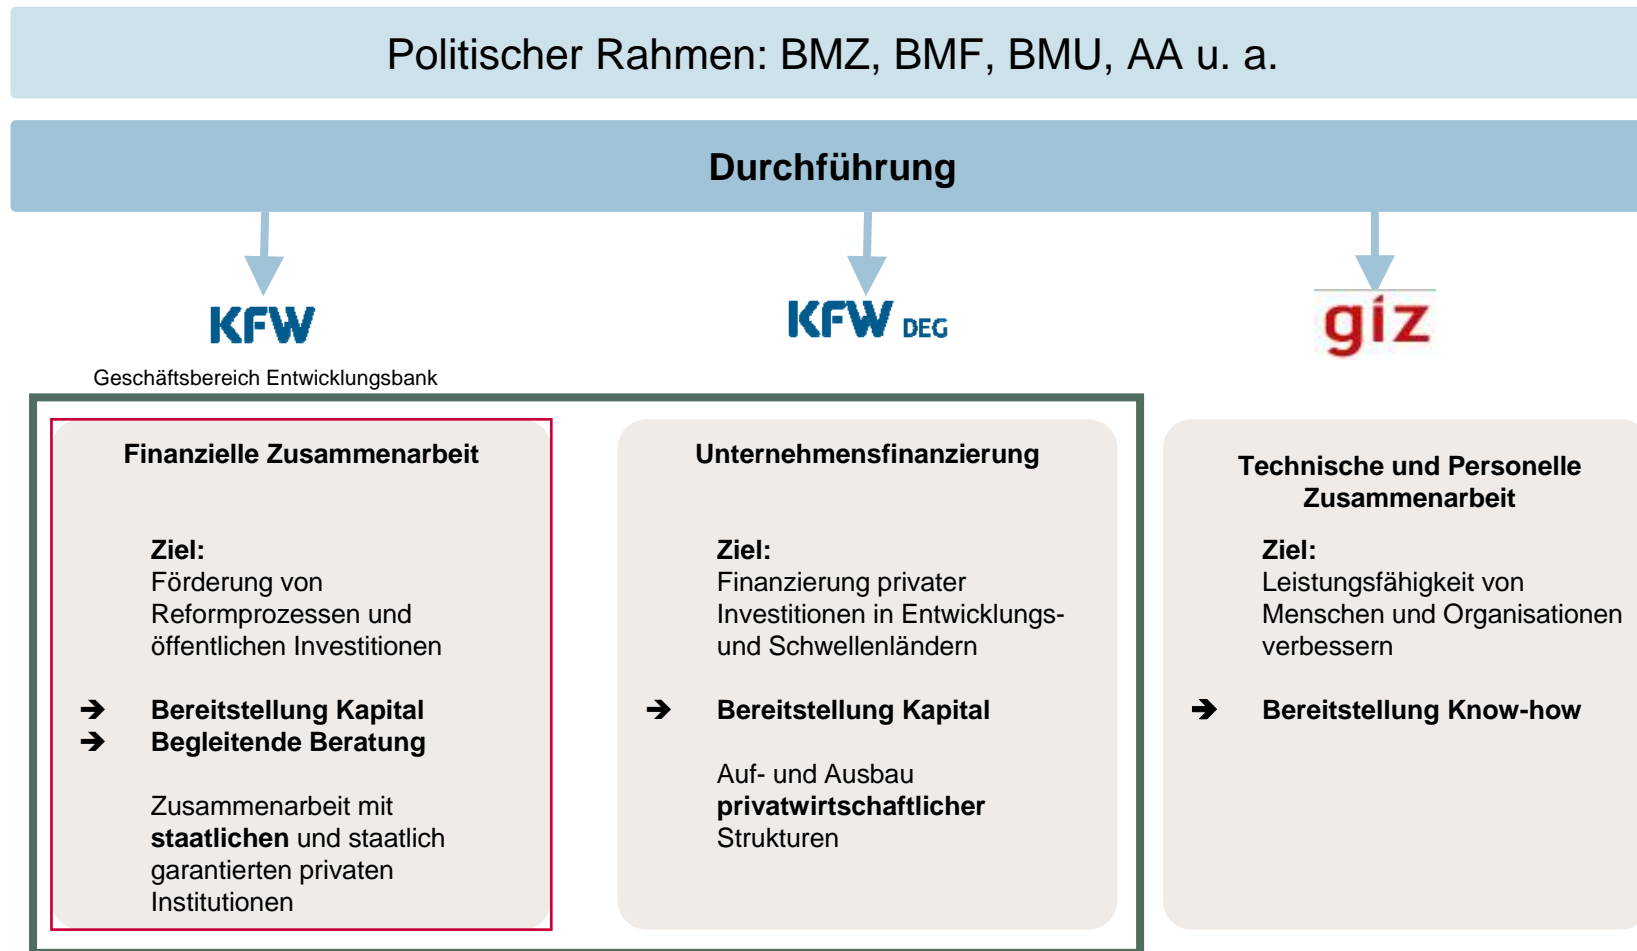 Politischer Rahmen: BMZ, BMF, BMU, AA u. a.
Durchführung
KFW
Geschäftsbereich Entwicklungsbank
KFW DEG
giz
Finanzielle Zusammenarbeit
Ziel:
Förderung von
Reformprozessen und
öffentlichen Investitionen
➔ Bereitstellung Kapital
➔ Begleitende Beratung
Zusammenarbeit mit
staatlichen und staatlich
garantierten privaten
Institutionen
Unternehmensfinanzierung
Ziel:
Finanzierung privater
Investitionen in Entwicklungs-
und Schwellenländern
➔ Bereitstellung Kapital
Auf- und Ausbau
privatwirtschaftlicher
Strukturen
Technische und Personelle
Zusammenarbeit
Ziel:
Leistungsfähigkeit von
Menschen und Organisationen
verbessern
➔ Bereitstellung Know-how